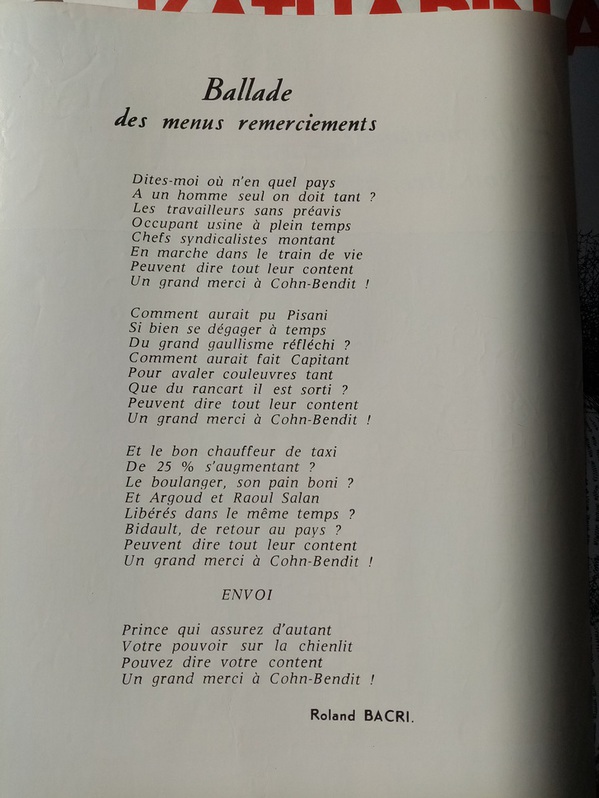 Ballade
des menus remerciements
Dites-moi où n'en quel pays
A un homme seul on doit tant ?
Les travailleurs sans préavis
Occupant usine à plein temps
Chefs syndicalistes montant
En marche dans le train de vie
Peuvent dire tout leur content
Un grand merci à Cohn-Bendit !
Comment aurait pu Pisani
Si bien se dégager à temps
Du grand gaullisme réfléchi ?
Comment aurait fait Capitant
Pour avaler couleuvres tant
Que du rancart il est sorti ?
Peuvent dire tout leur content
Un grand merci à Cohn-Bendit !
Et le bon chauffeur de taxi
De 25 % s'augmentant ?
Le boulanger, son pain boni ?
Et Argoud et Raoul Salan
Libérés dans le même temps ?
Bidault, de retour au pays ?
Peuvent dire tout leur content
Un grand merci à Cohn-Bendit !
ENVOI
Prince qui assurez d'autant
Votre pouvoir sur la chienlit
Pouvez dire votre content
Un grand merci à Cohn-Bendit !
Roland BACRI.